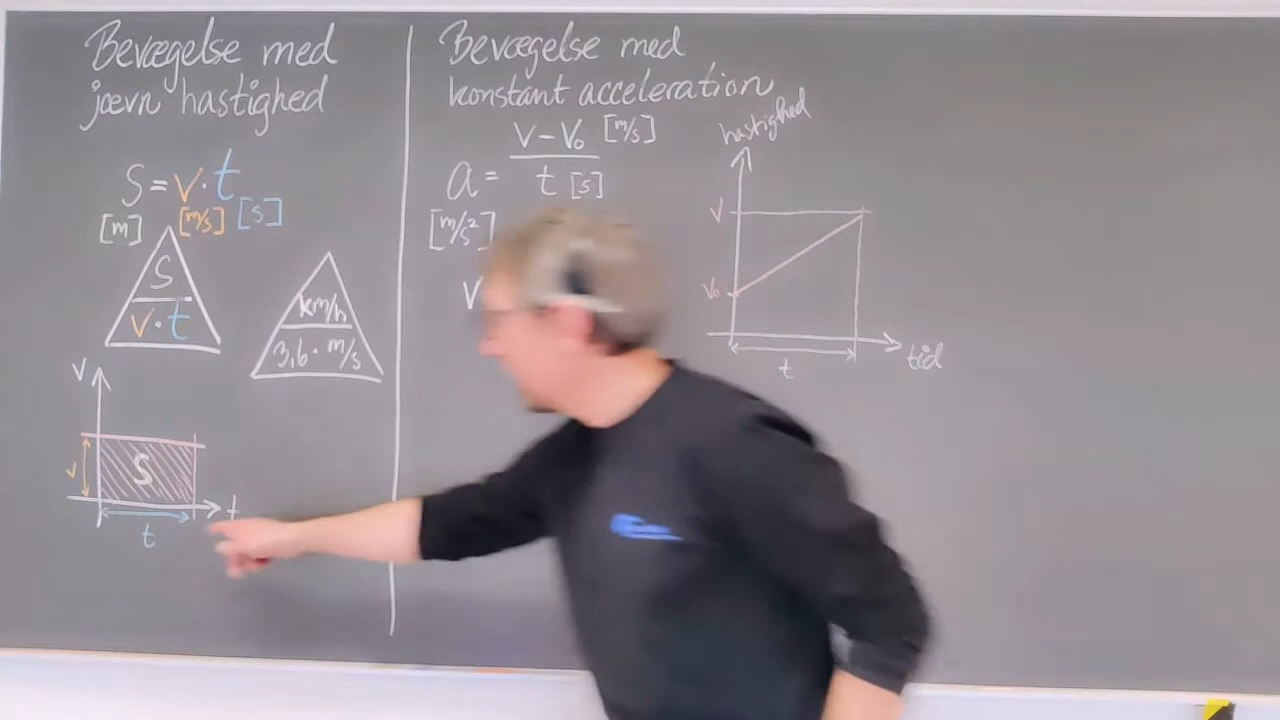 Bevægelse med
jævn hastighed
S = v · t
[m] [m/s] [s]
S
v · t
km/h
3,6 · m/s
v
v
S
t
t
Bevægelse med
konstant acceleration
v - v₀ [m/s]
a =
t [s]
[m/s²]
v
hastighed
v
v₀
t
tid